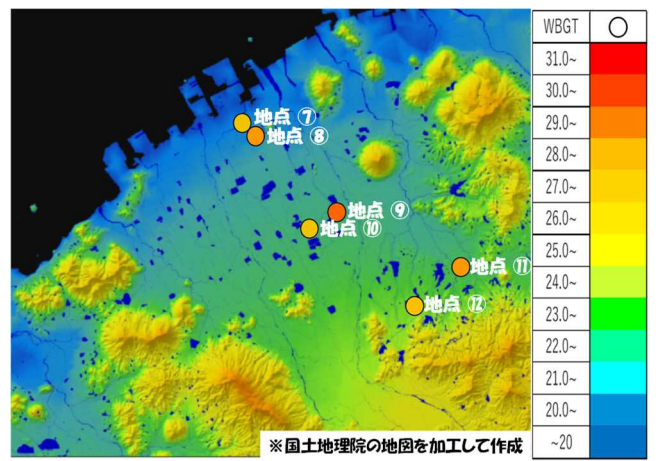 地点 ⑦
地点 ⑧
地点 ⑨
地点 ⑩
地点 ⑪
地点 ⑫
※国土地理院の地図を加工して作成
WBGT ○
31.0~
30.0~
29.0~
28.0~
27.0~
26.0~
25.0~
24.0~
23.0~
22.0~
21.0~
20.0~
~20